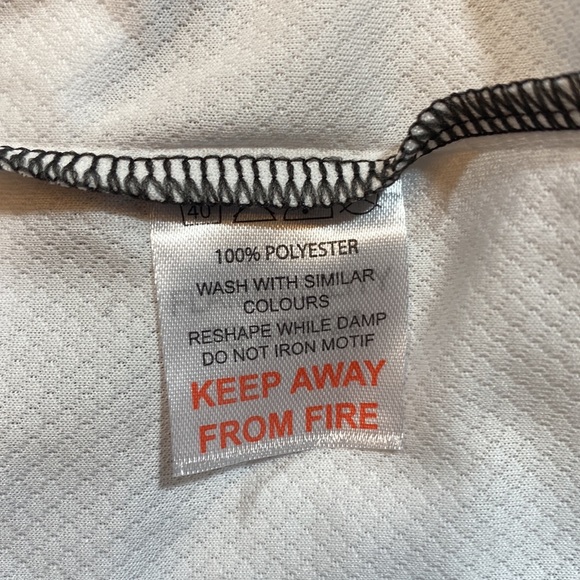 40
100% POLYESTER
WASH WITH SIMILAR
COLOURS
RESHAPE WHILE DAMP
DO NOT IRON MOTIF
KEEP AWAY
FROM FIRE